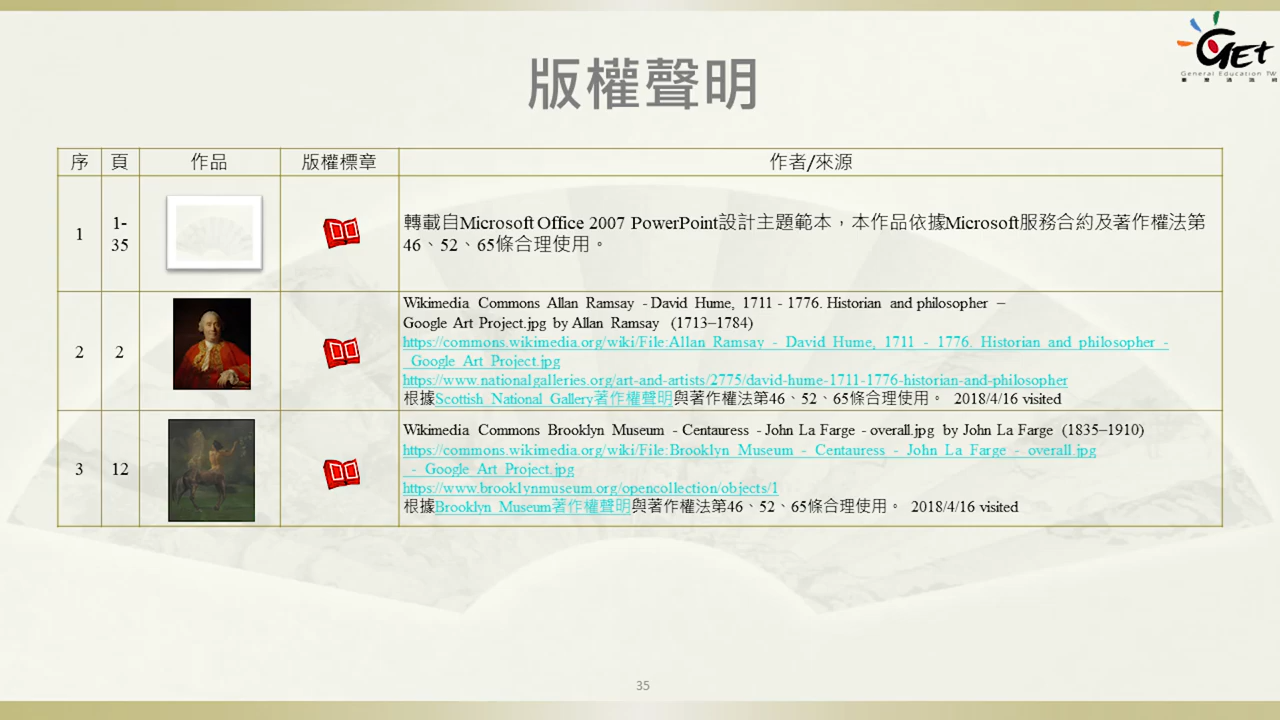 GET
General Education TW
版權聲明
序 頁 作品 版權標章 作者/來源
1 1-35 轉載自Microsoft Office 2007 PowerPoint設計主題範本，本作品依據Microsoft服務合約及著作權法第
46、52、65條合理使用。
2 2 Wikimedia Commons Allan Ramsay - David Hume, 1711 - 1776. Historian and philosopher –
Google Art Project.jpg by Allan Ramsay (1713–1784)
https://commons.wikimedia.org/wiki/File:Allan_Ramsay_-_David_Hume,_1711_-_1776._Historian_and_philosopher_-
_Google_Art_Project.jpg
https://www.nationalgalleries.org/art-and-artists/2775/david-hume-1711-1776-historian-and-philosopher
根據Scottish National Gallery著作權聲明與著作權法第46、52、65條合理使用。 2018/4/16 visited
3 12 Wikimedia Commons Brooklyn Museum - Centauress - John La Farge - overall.jpg by John La Farge (1835–1910)
https://commons.wikimedia.org/wiki/File:Brooklyn_Museum_-_Centauress_-_John_La_Farge_-_overall.jpg
_-_Google_Art_Project.jpg
https://www.brooklynmuseum.org/opencollection/objects/1
根據Brooklyn Museum著作權聲明與著作權法第46、52、65條合理使用。 2018/4/16 visited
35